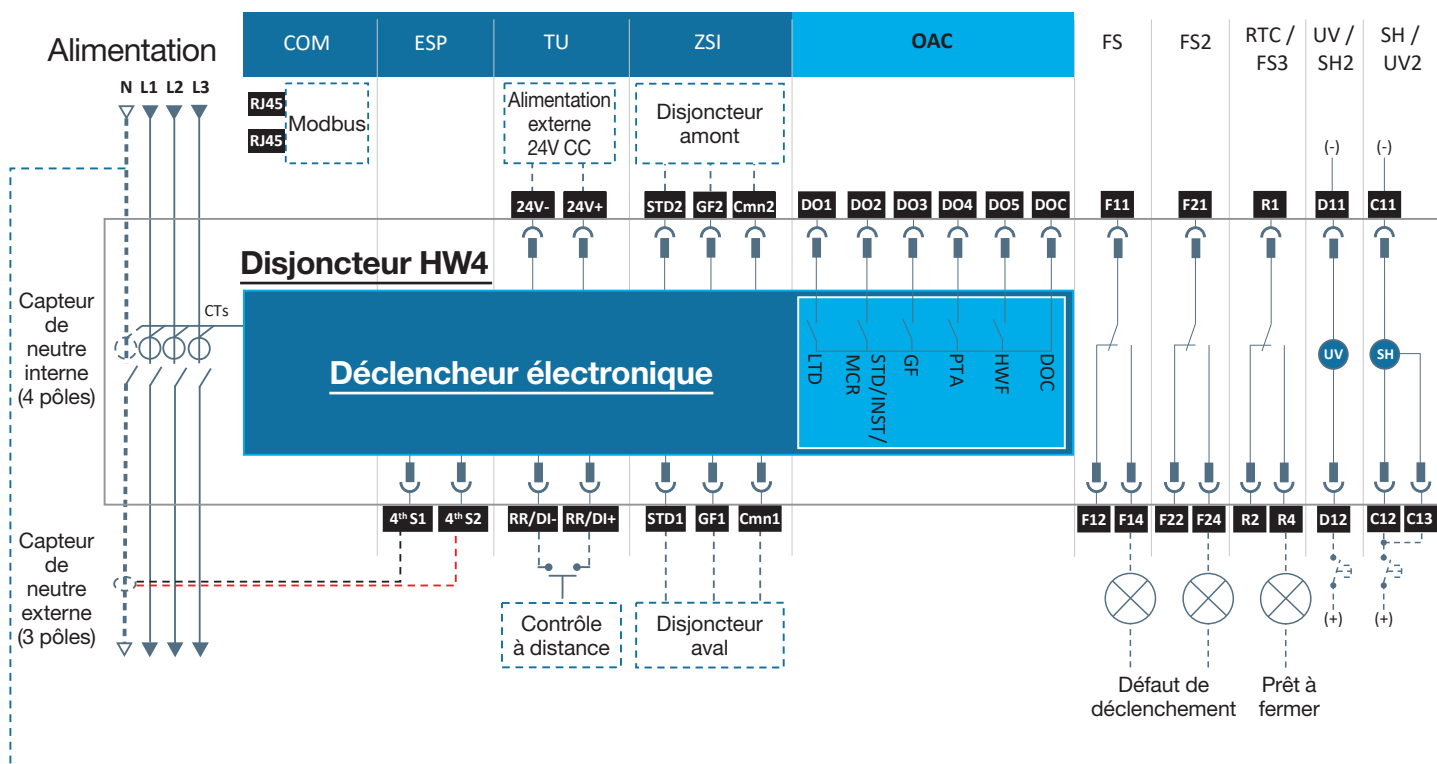 Alimentation
N L1 L2 L3
COM
ESP
TU
ZSI
OAC
FS
FS2
RTC /
FS3
UV /
SH2
SH /
UV2
RJ45
RJ45
Modbus
Alimentation
externe
24V CC
Disjoncteur
amont
(-)
(-)
24V-
24V+
STD2
GF2
Cmn2
DO1
DO2
DO3
DO4
DO5
DOC
F11
F21
R1
D11
C11
Disjoncteur HW4
Capteur
de
neutre
interne
(4 pôles)
CTs
Déclencheur électronique
LTD
STD/INST/
MCR
GF
PTA
HWF
DOC
UV
SH
4th S1
4th S2
RR/DI-
RR/DI+
STD1
GF1
Cmn1
F12
F14
F22
F24
R2
R4
D12
C12
C13
Capteur
de
neutre
externe
(3 pôles)
Contrôle
à distance
Disjoncteur
aval
(+)
(+)
Défaut de
déclenchement
Prêt à
fermer